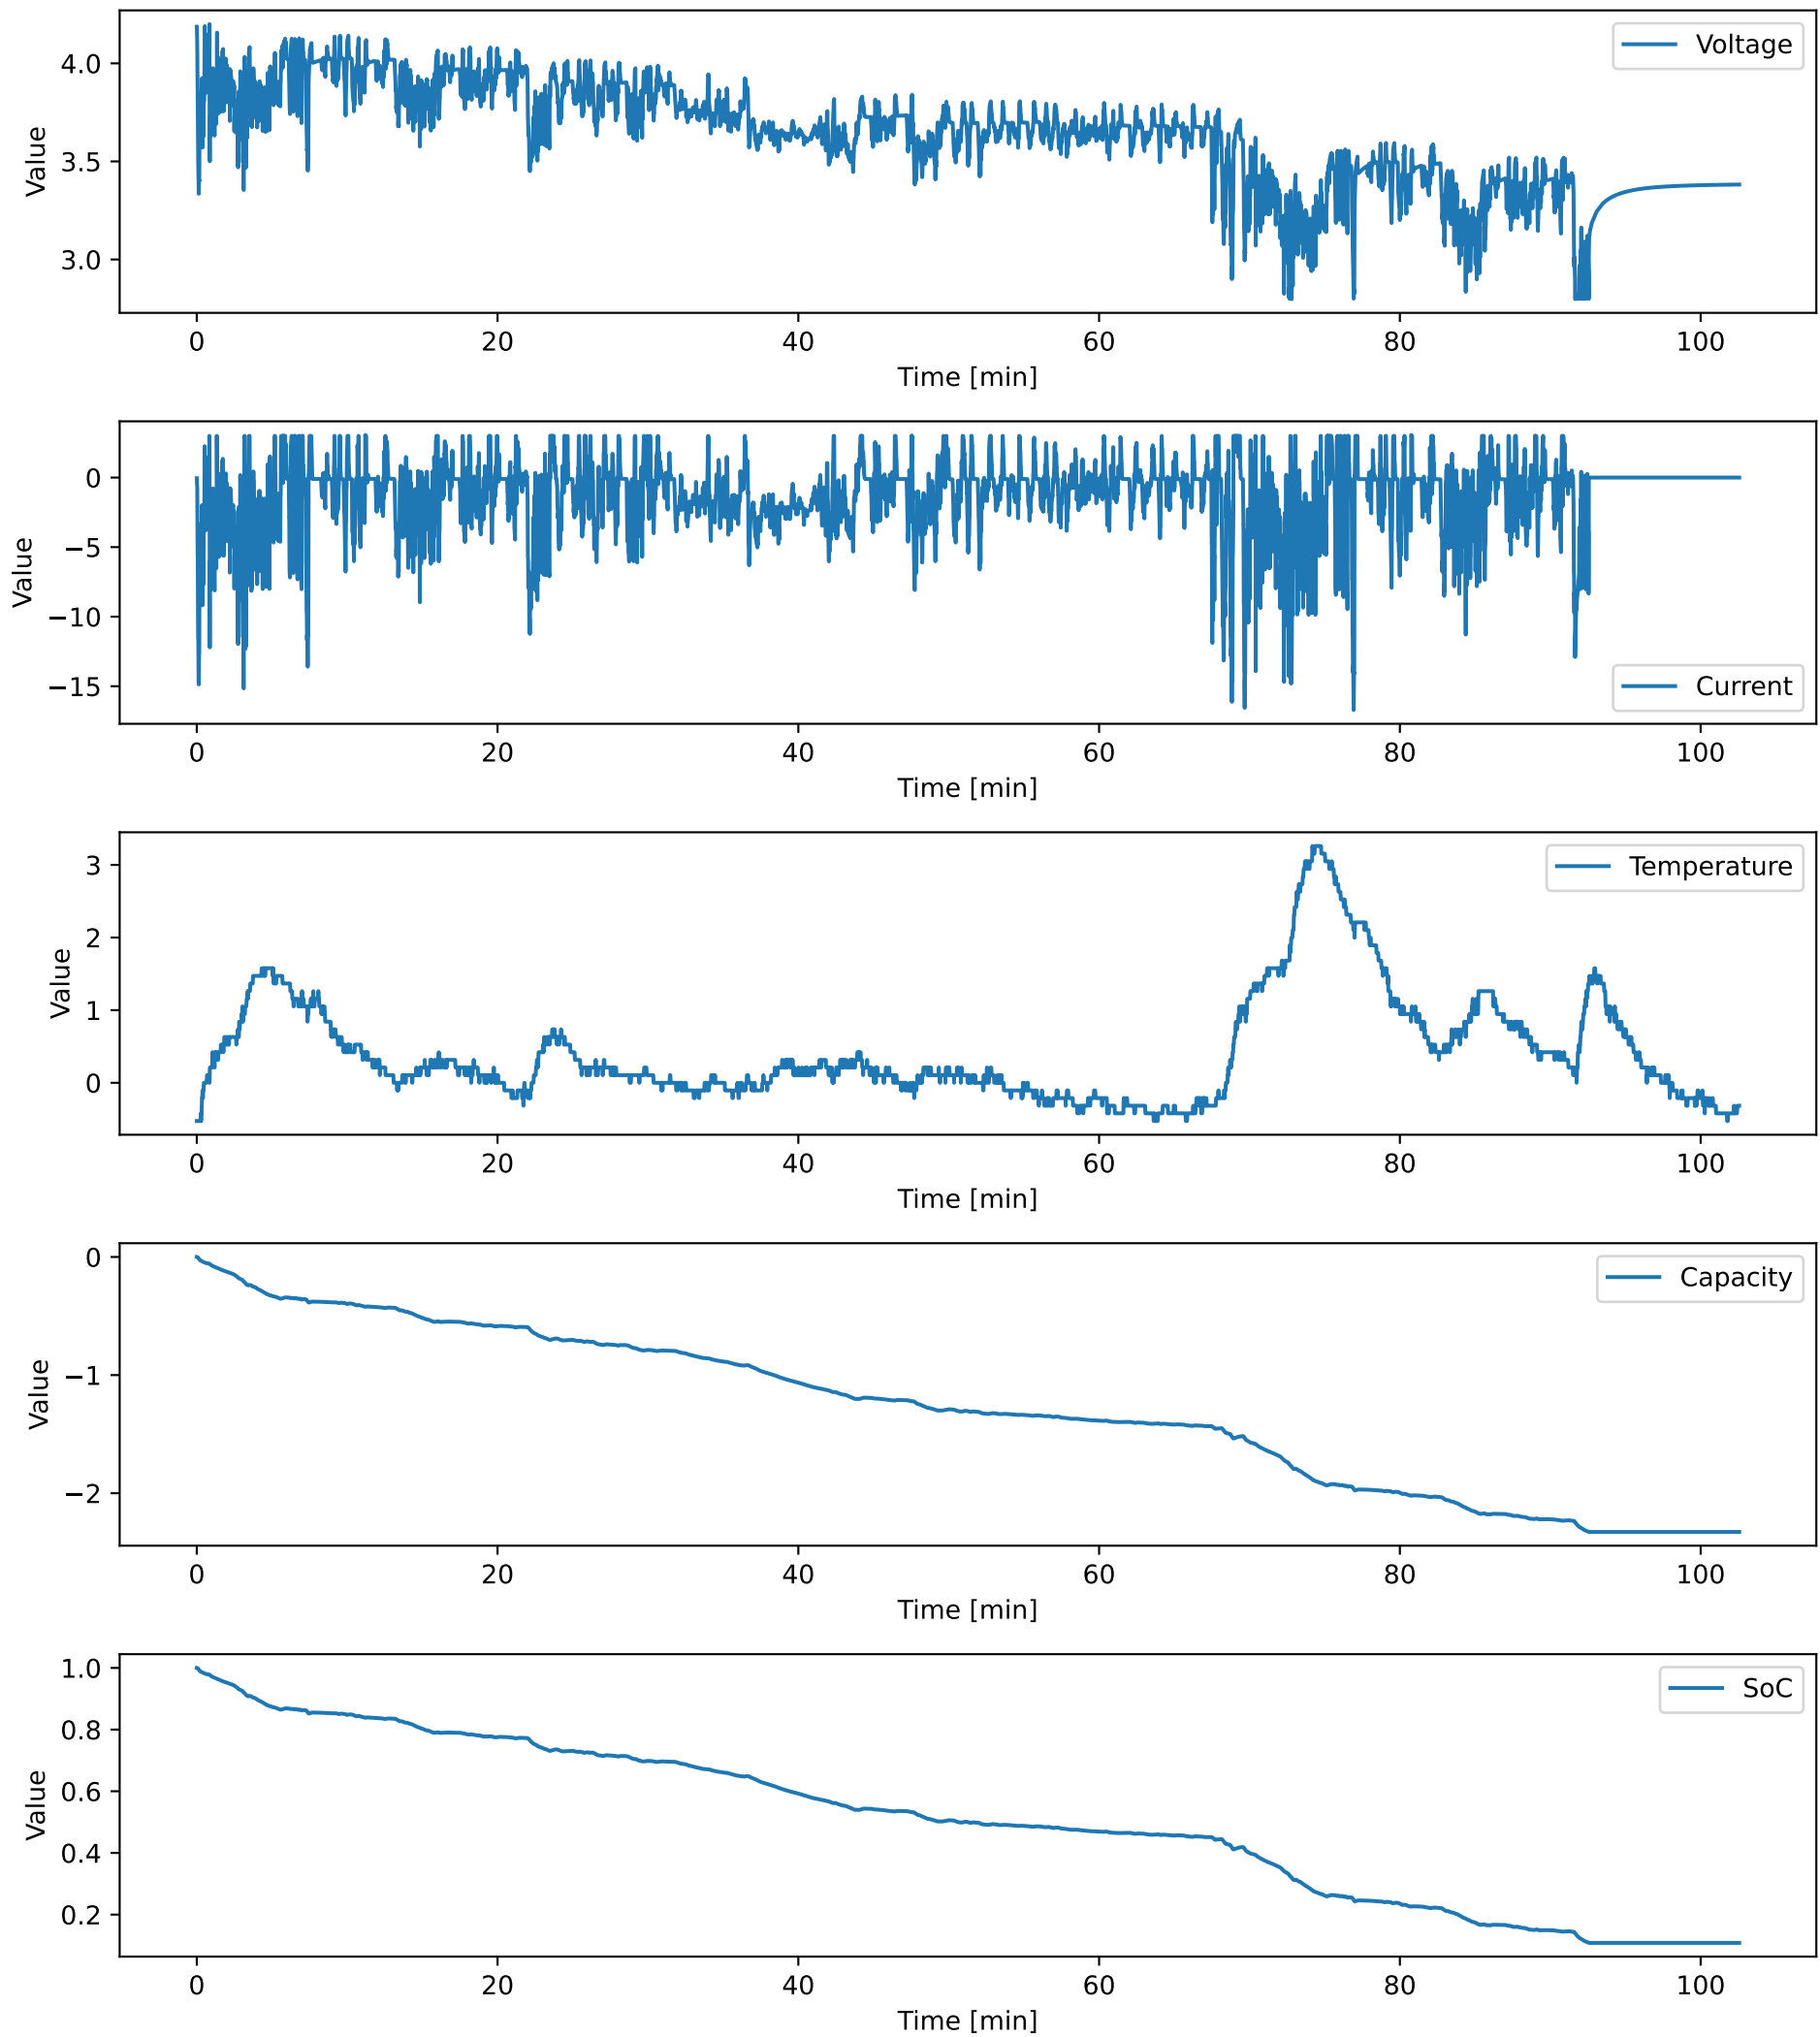 Voltage
4.0
3.5
3.0
Value
0 20 40 60 80 100
Time [min]
0
−5
−10
−15
Value
Current
0 20 40 60 80 100
Time [min]
Temperature
3
2
1
0
Value
0 20 40 60 80 100
Time [min]
Capacity
0
−1
−2
Value
0 20 40 60 80 100
Time [min]
SoC
1.0
0.8
0.6
0.4
0.2
Value
0 20 40 60 80 100
Time [min]